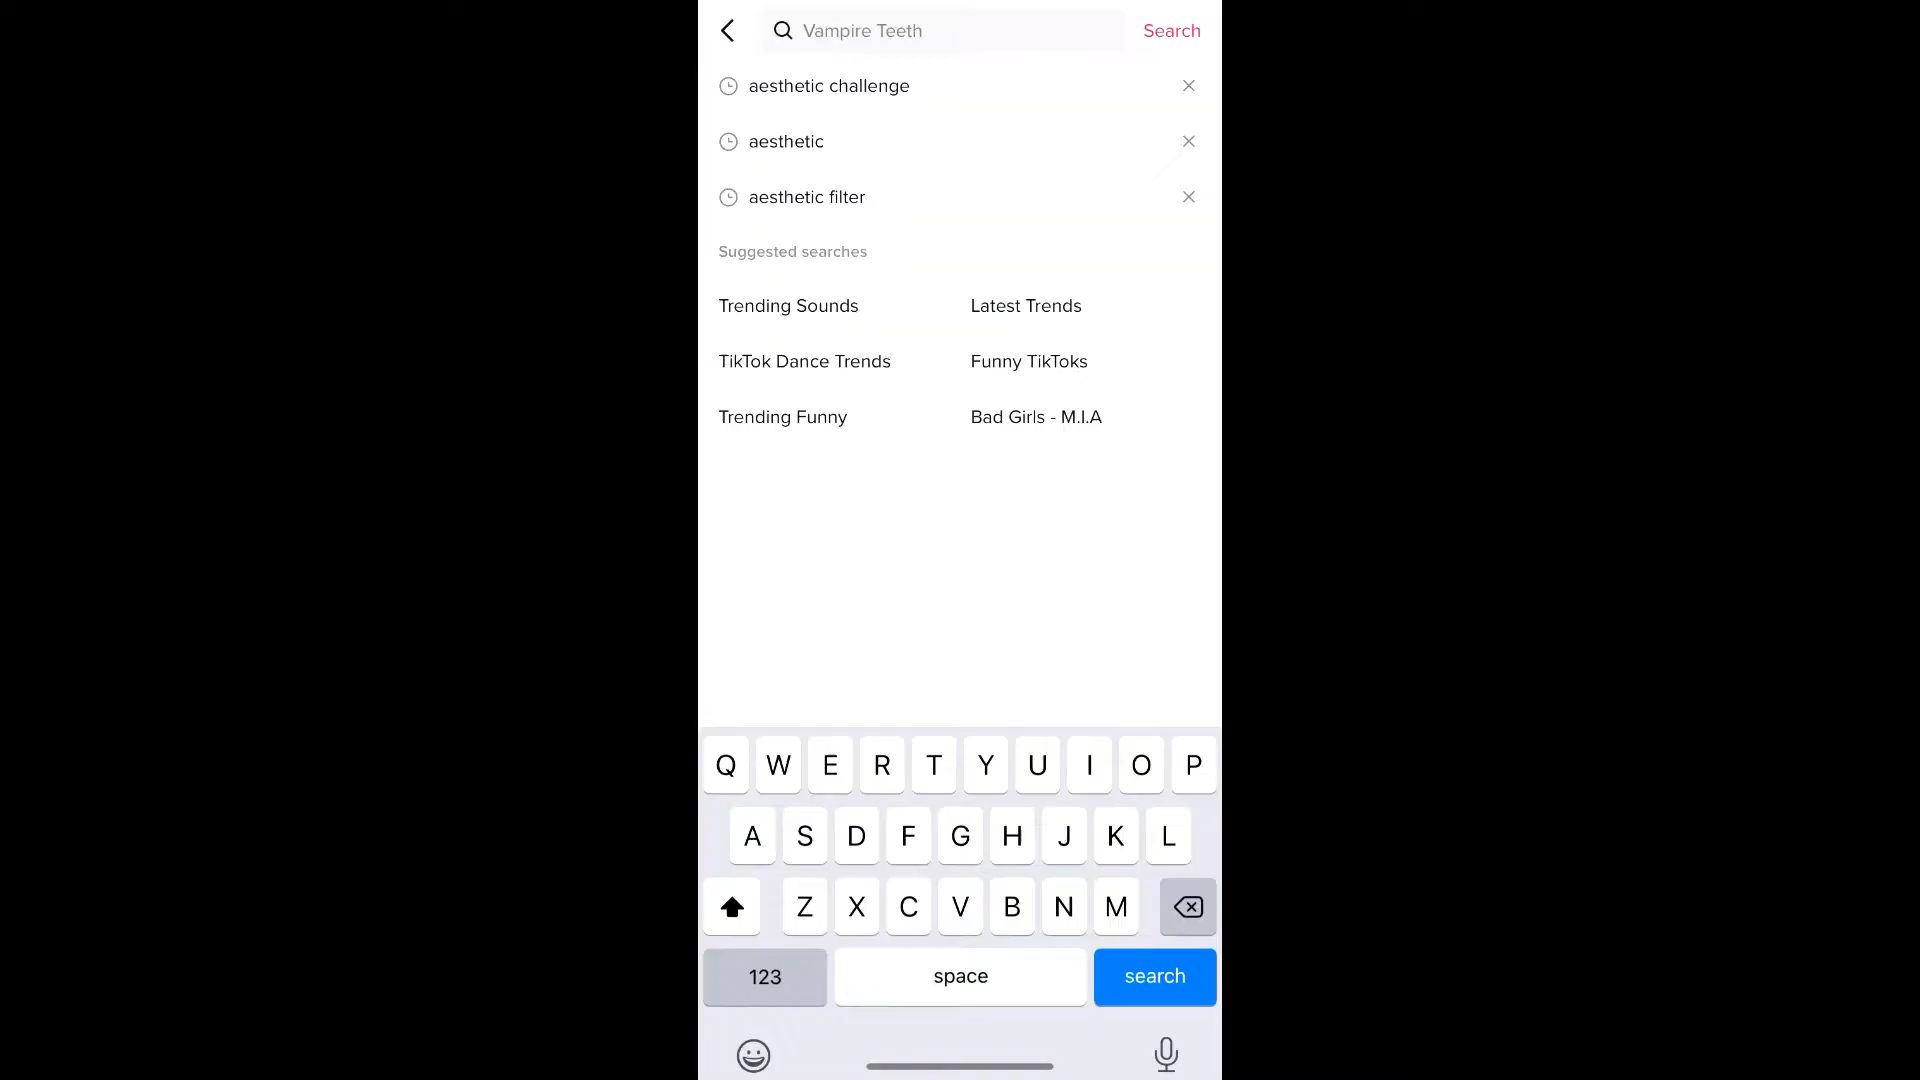 Vampire Teeth Search
aesthetic challenge
aesthetic
aesthetic filter
Suggested searches
Trending Sounds Latest Trends
TikTok Dance Trends Funny TikToks
Trending Funny Bad Girls - M.I.A
Q W E R T Y U I O P
A S D F G H J K L
Z X C V B N M
123 space search